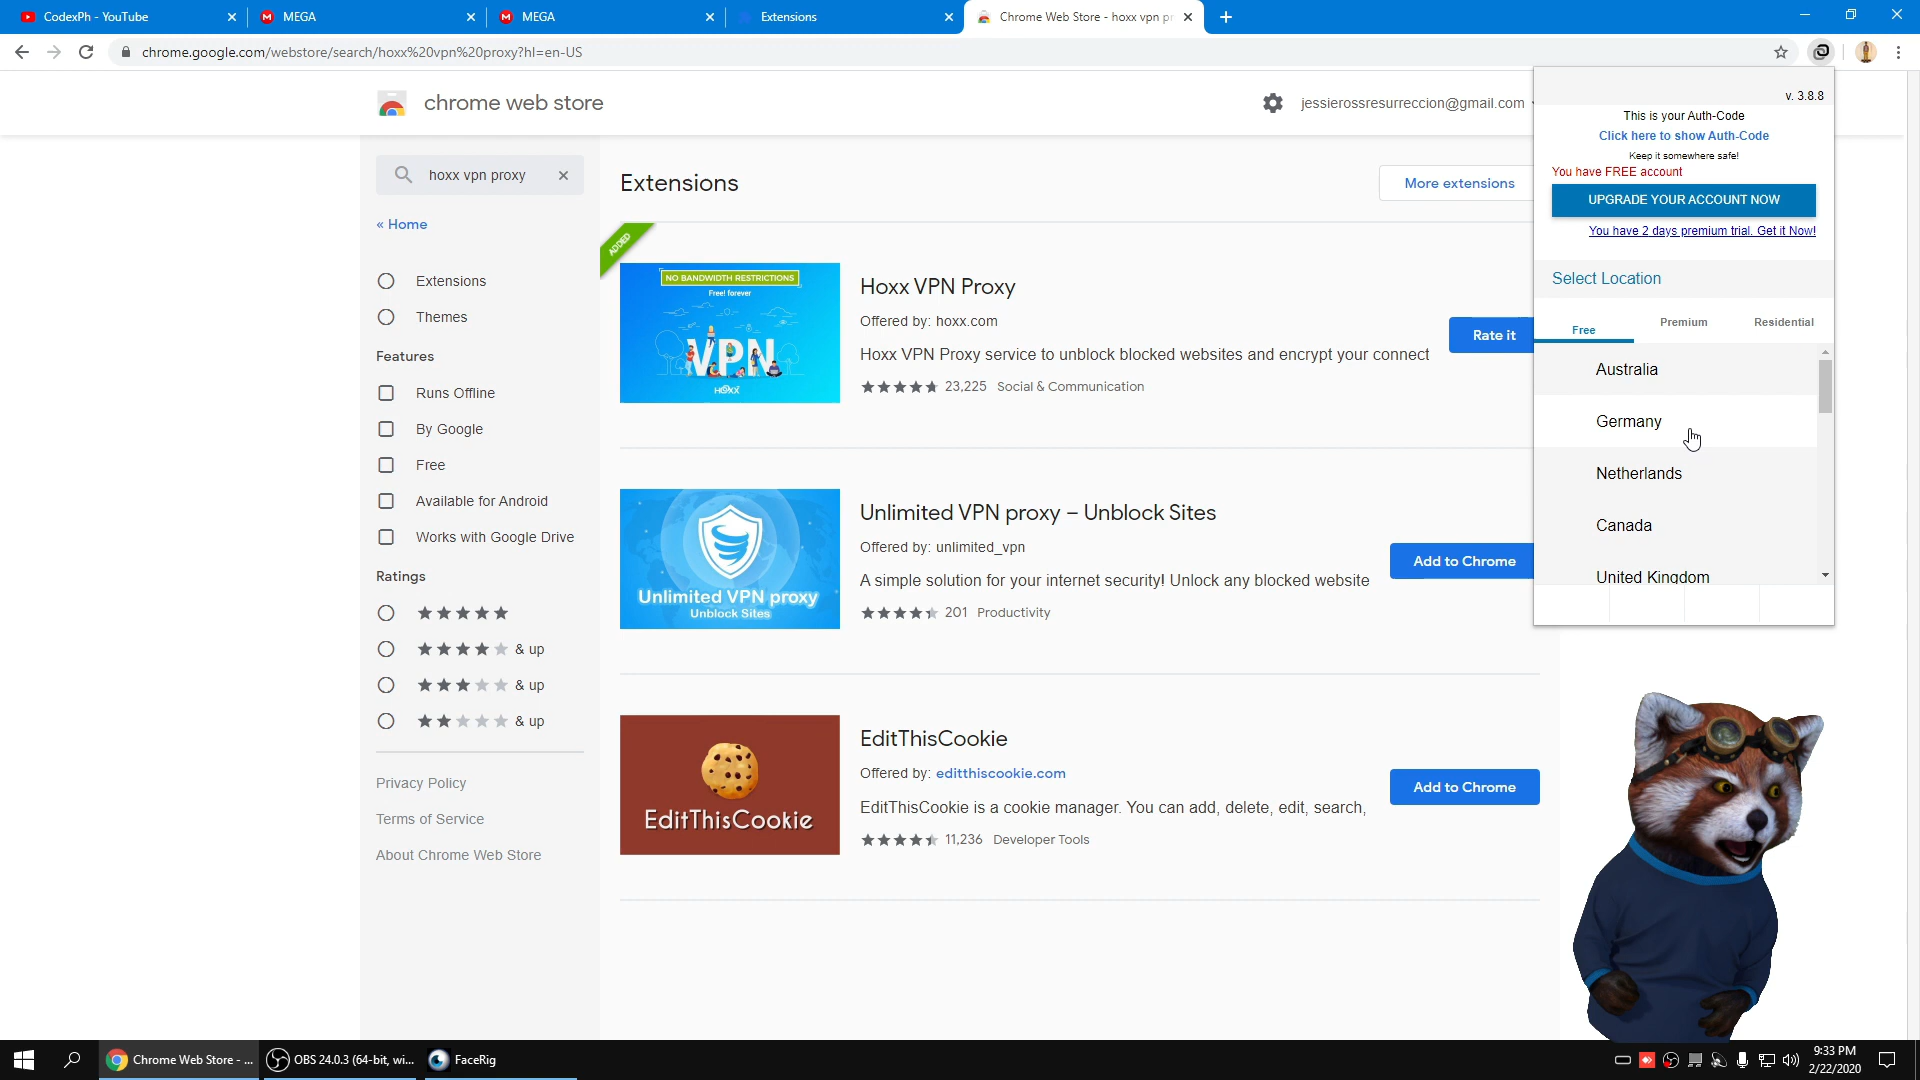 CodexPh - YouTube
MEGA
MEGA
Extensions
Chrome Web Store - hoxx vpn pr
chrome.google.com/webstore/search/hoxx%20vpn%20proxy?hl=en-US
chrome web store
jessierossresurreccion@gmail.com
hoxx vpn proxy
« Home
Extensions
Themes
Features
Runs Offline
By Google
Free
Available for Android
Works with Google Drive
Ratings
& up
& up
& up
Privacy Policy
Terms of Service
About Chrome Web Store
Extensions
More extensions
ADDED
NO BANDWIDTH RESTRICTIONS
Free! forever
VPN
HOXX
Hoxx VPN Proxy
Offered by: hoxx.com
Hoxx VPN Proxy service to unblock blocked websites and encrypt your connect
23,225 Social & Communication
Rate it
Unlimited VPN proxy
Unblock Sites
Unlimited VPN proxy – Unblock Sites
Offered by: unlimited_vpn
A simple solution for your internet security! Unlock any blocked website
201 Productivity
Add to Chrome
EditThisCookie
EditThisCookie
Offered by: editthiscookie.com
EditThisCookie is a cookie manager. You can add, delete, edit, search,
11,236 Developer Tools
Add to Chrome
v. 3.8.8
This is your Auth-Code
Click here to show Auth-Code
Keep it somewhere safe!
You have FREE account
UPGRADE YOUR ACCOUNT NOW
You have 2 days premium trial. Get it Now!
Select Location
Free
Premium
Residential
Australia
Germany
Netherlands
Canada
United Kingdom
Chrome Web Store - ...
OBS 24.0.3 (64-bit, wi...
FaceRig
9:33 PM
2/22/2020